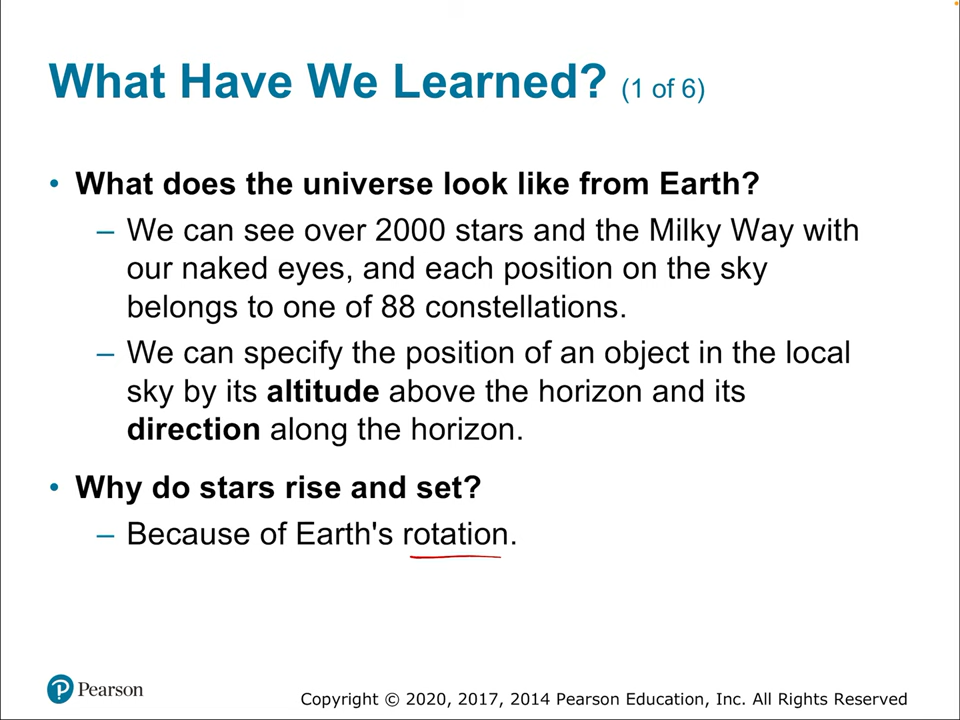 What Have We Learned? (1 of 6)
• What does the universe look like from Earth?
– We can see over 2000 stars and the Milky Way with
our naked eyes, and each position on the sky
belongs to one of 88 constellations.
– We can specify the position of an object in the local
sky by its altitude above the horizon and its
direction along the horizon.
• Why do stars rise and set?
– Because of Earth's rotation.
Pearson
Copyright © 2020, 2017, 2014 Pearson Education, Inc. All Rights Reserved